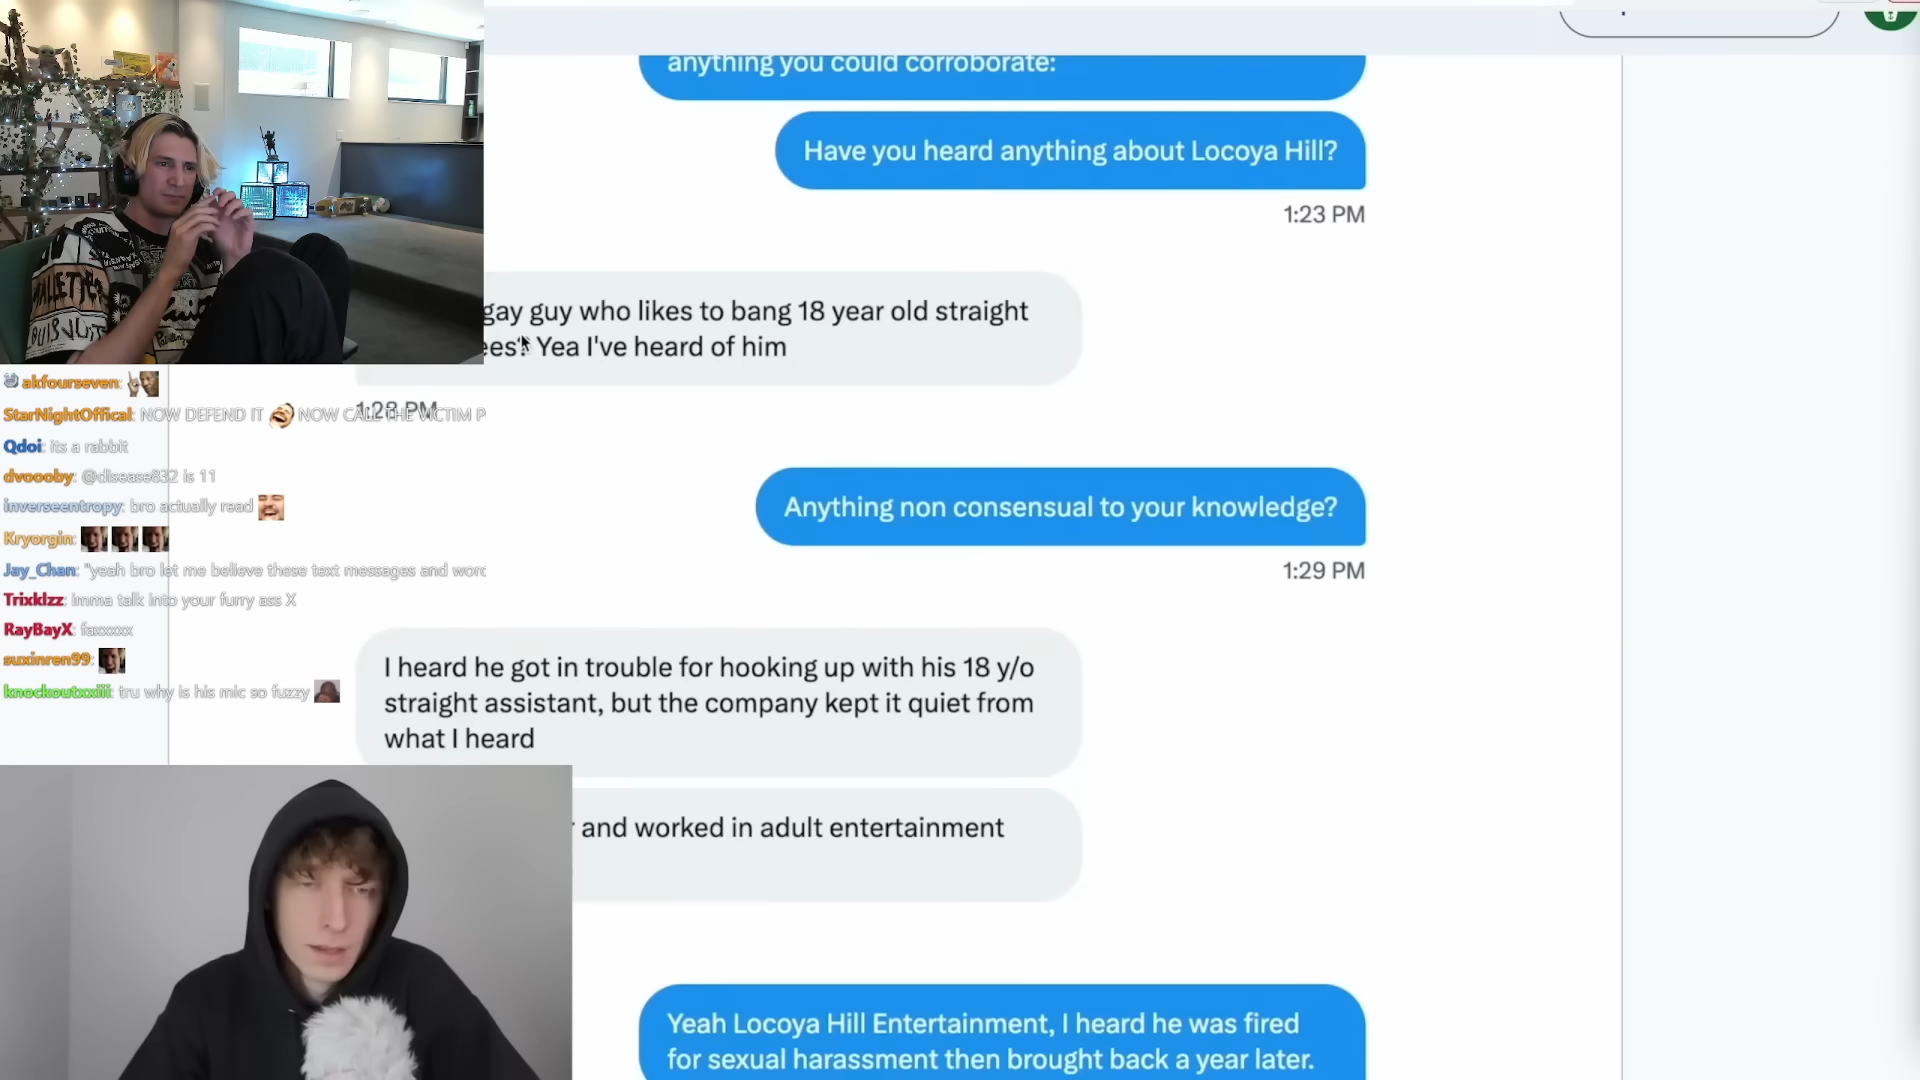 anything you could corroborate:
Have you heard anything about Locoya Hill?
1:23 PM
gay guy who likes to bang 18 year old straight
ees? Yea I've heard of him
1:28 PM
Anything non consensual to your knowledge?
1:29 PM
I heard he got in trouble for hooking up with his 18 y/o
straight assistant, but the company kept it quiet from
what I heard
and worked in adult entertainment
Yeah Locoya Hill Entertainment, I heard he was fired
for sexual harassment then brought back a year later.
akfourseven:
StarNightOffical: NOW DEFEND IT NOW CALL THE VICTIM P
Qdoi: its a rabbit
dvoooby: @disease832 is 11
inverseentropy: bro actually read
Kryorgin:
Jay_Chan: "yeah bro let me believe these text messages and word
Trixklzz: Imma talk into your furry ass X
RayBayX: faxxxxx
suxinren99:
knockoutxxiii: tru why is his mic so fuzzy